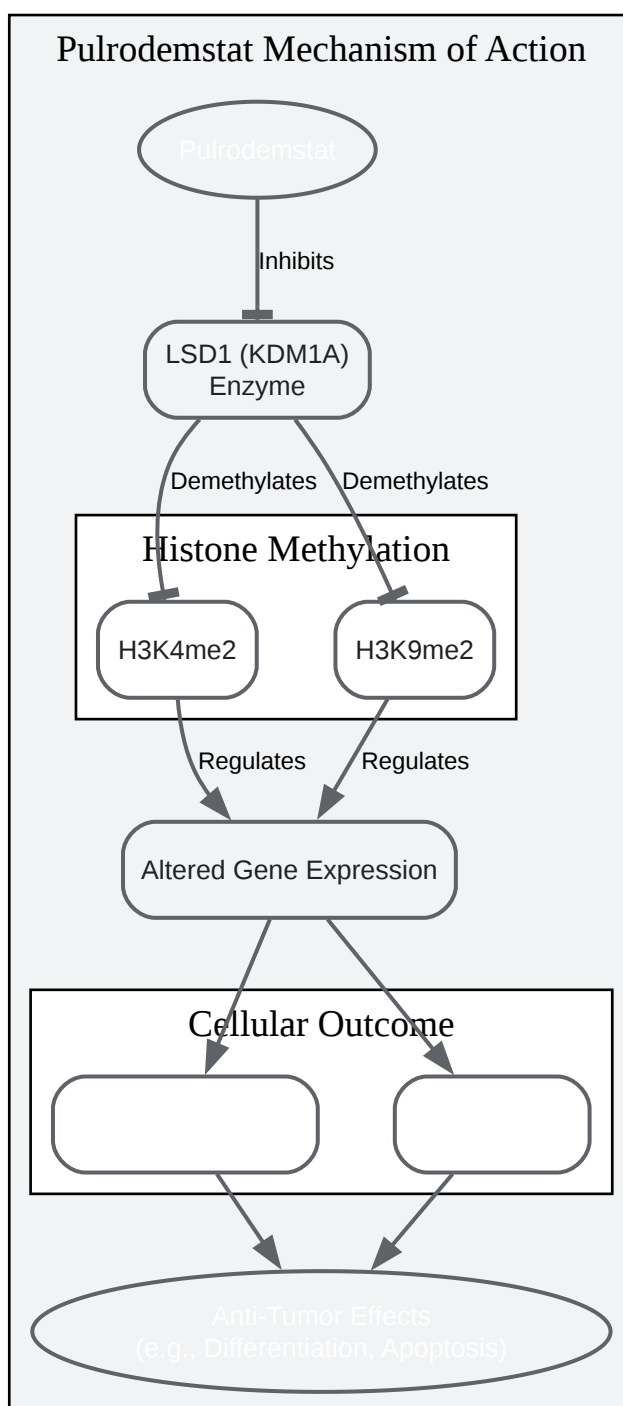 Pulrodemstat Mechanism of Action
Pulrodemstat
Inhibits
LSD1 (KDM1A)
Enzyme
Demethylates
Demethylates
Histone Methylation
H3K4me2
H3K9me2
Regulates
Regulates
Altered Gene Expression
Cellular Outcome
Anti-Tumor Effects
(e.g., Differentiation, Apoptosis)